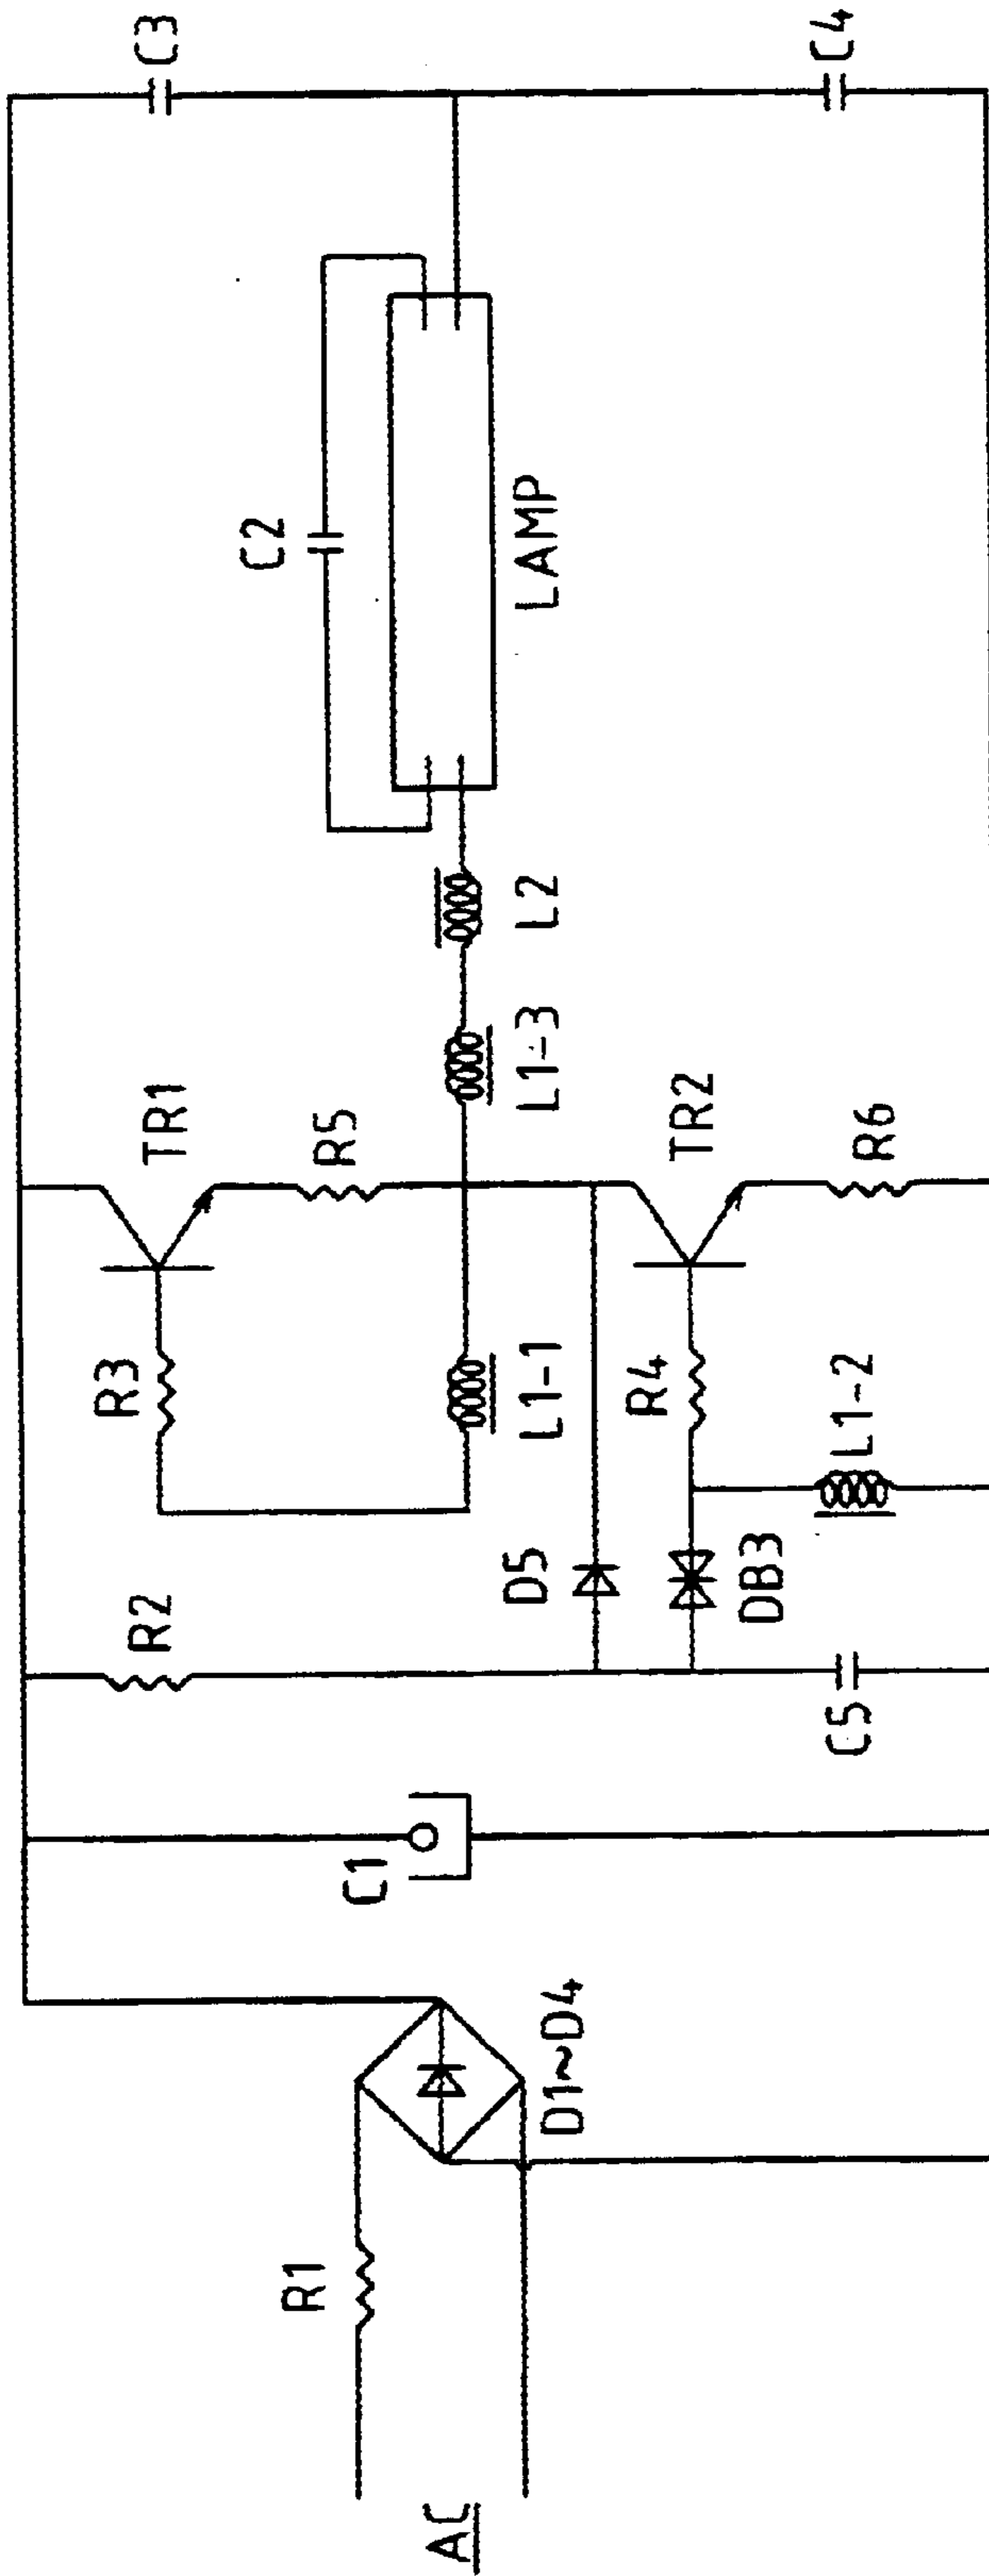 AC
R1
D1~D4
C1
R2
C5
D5
DB3
R3
L1-1
R4
L1-2
TR1
R5
TR2
R6
L1-3
L2
C2
LAMP
C3
C4